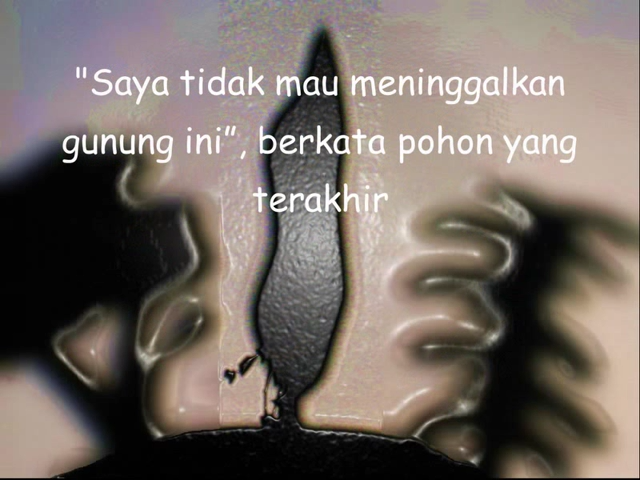 "Saya tidak mau meninggalkan
gunung ini”, berkata pohon yang
terakhir